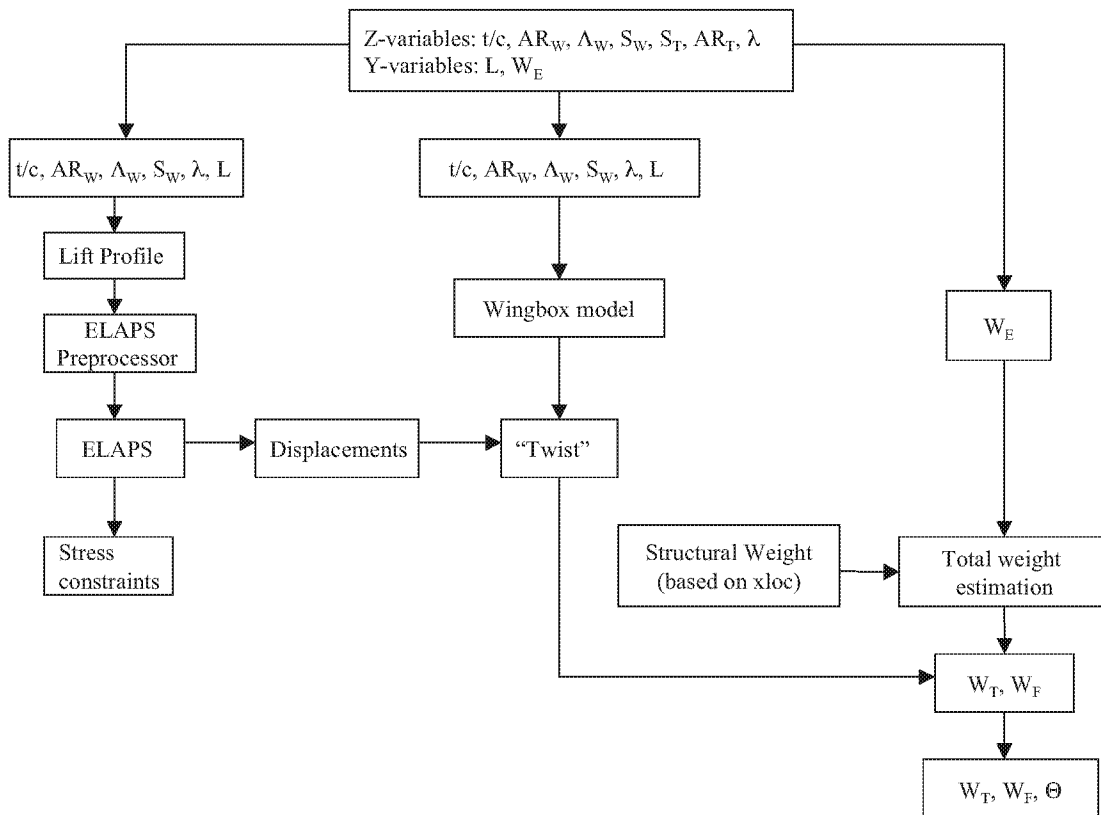 Z-variables: t/c, AR_W, Λ_W, S_W, S_T, AR_T, λ
Y-variables: L, W_E
t/c, AR_W, Λ_W, S_W, λ, L
t/c, AR_W, Λ_W, S_W, λ, L
Lift Profile
Wingbox model
W_E
ELAPS
Preprocessor
ELAPS
Displacements
“Twist”
Stress
constraints
Structural Weight
(based on xloc)
Total weight
estimation
W_T, W_F
W_T, W_F, Θ